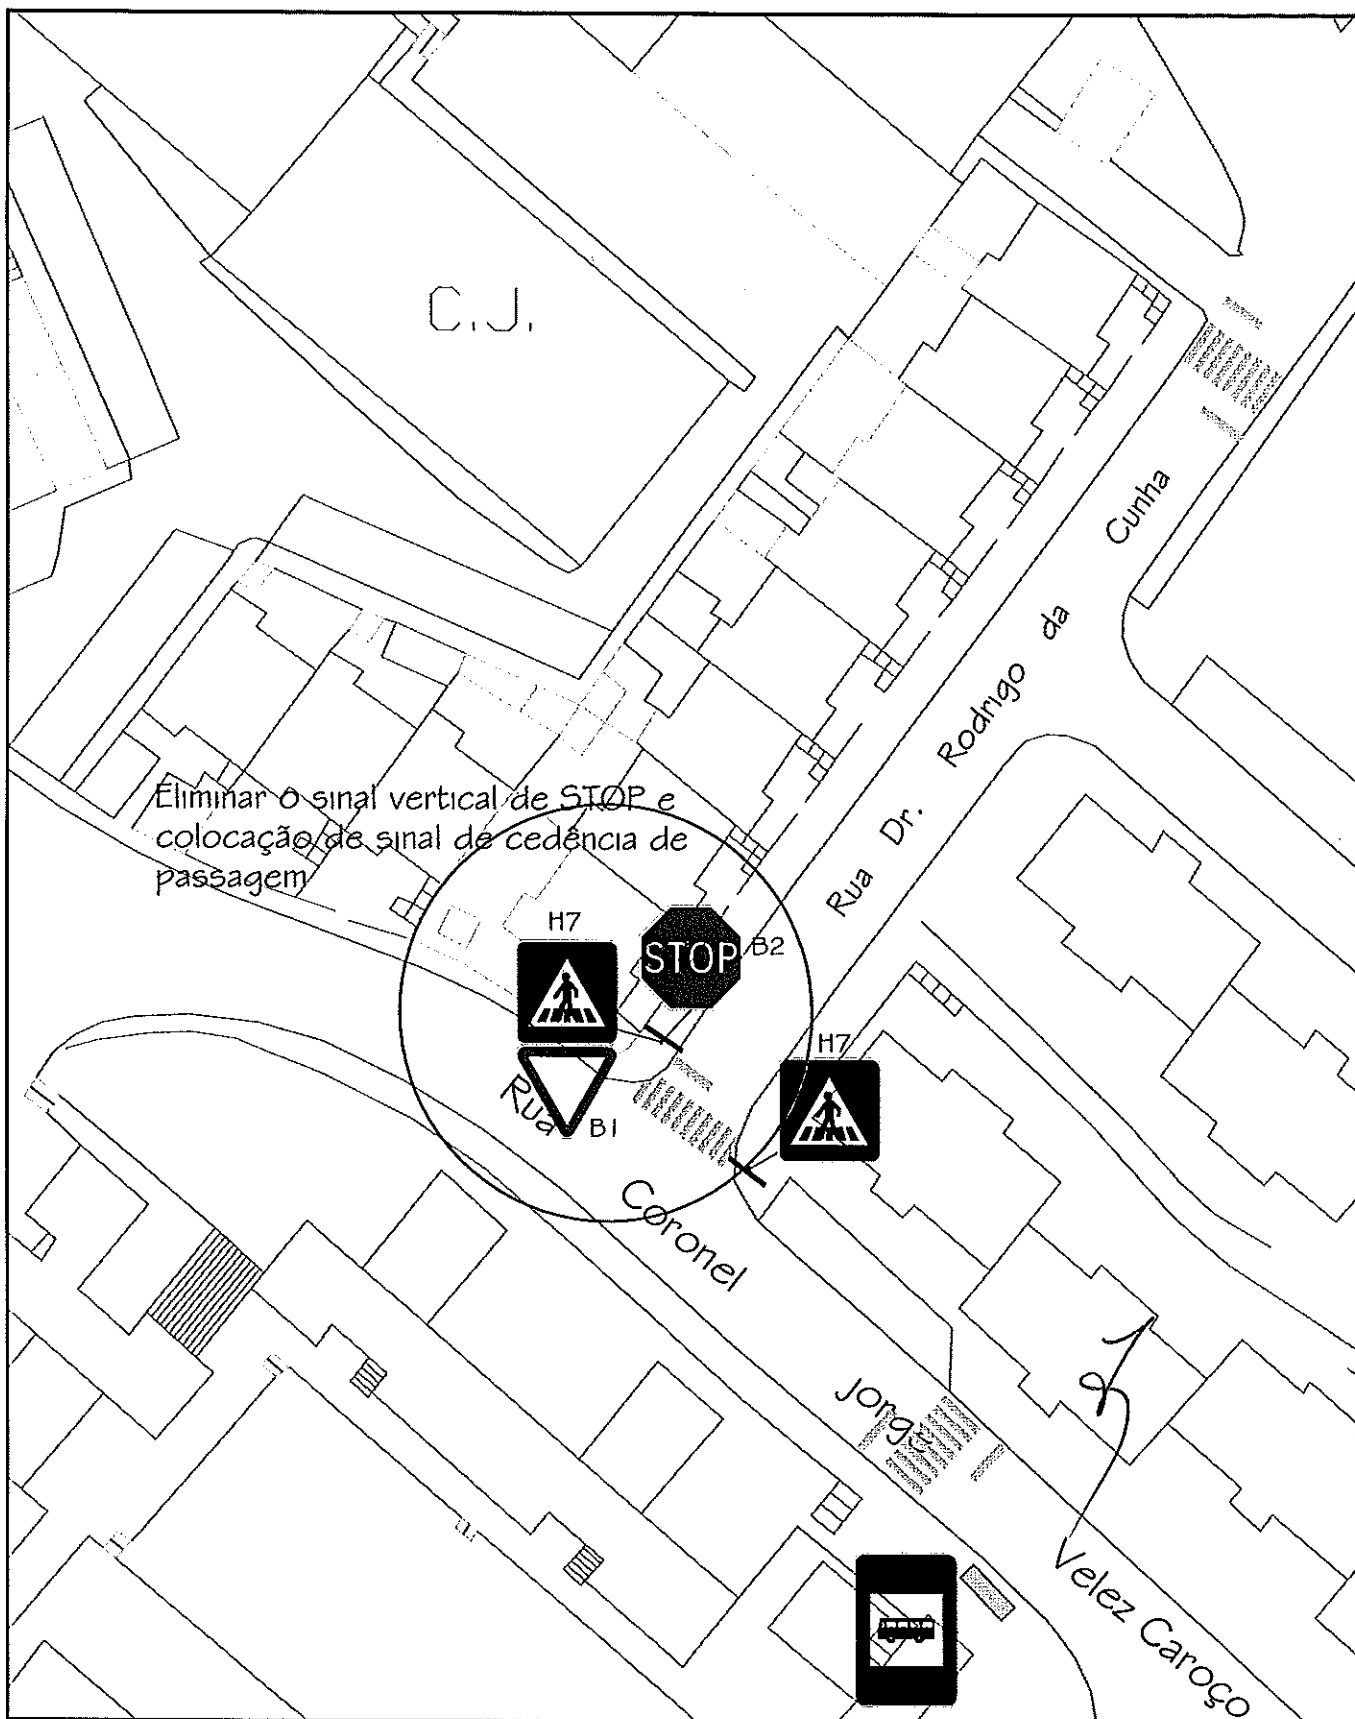 C.J.
Cunha
da
Rodrigo
Dr.
Rua
Eliminar o sinal vertical de STOP e
colocação de sinal de cedência de
passagem
H7
STOP
B2
H7
Rua
B1
Coronel
Jorge
Velez Caroço